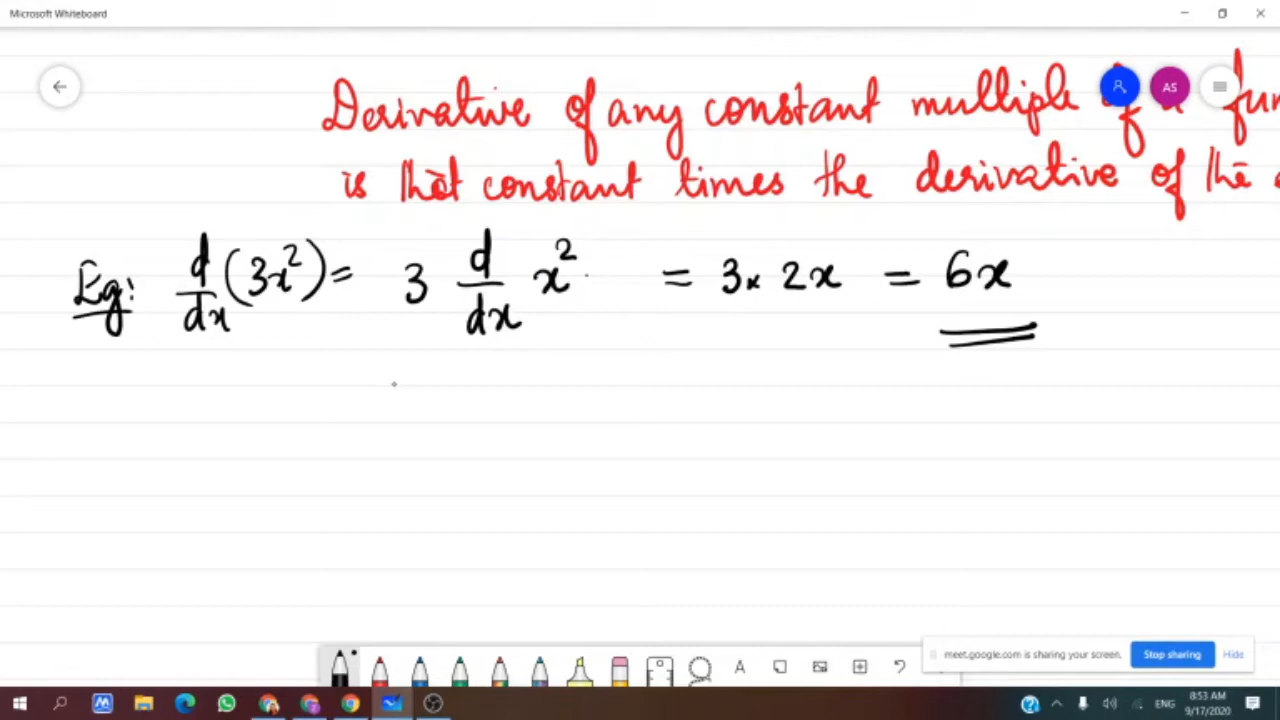 Microsoft Whiteboard
AS
Derivative of any constant multiple of a fun
is that constant times the derivative of the
Eg: d/dx (3x²) = 3 d/dx x² = 3 × 2x = 6x
meet.google.com is sharing your screen. Stop sharing Hide
A
ENG
8:53 AM
9/17/2020